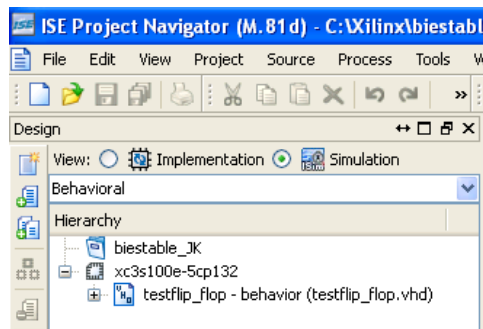 ISE Project Navigator (M.81d) - C:\Xilinx\biestabl
File Edit View Project Source Process Tools
»
Design
View: Implementation Simulation
Behavioral
Hierarchy
biestable_JK
xc3s100e-5cp132
testflip_flop - behavior (testflip_flop.vhd)